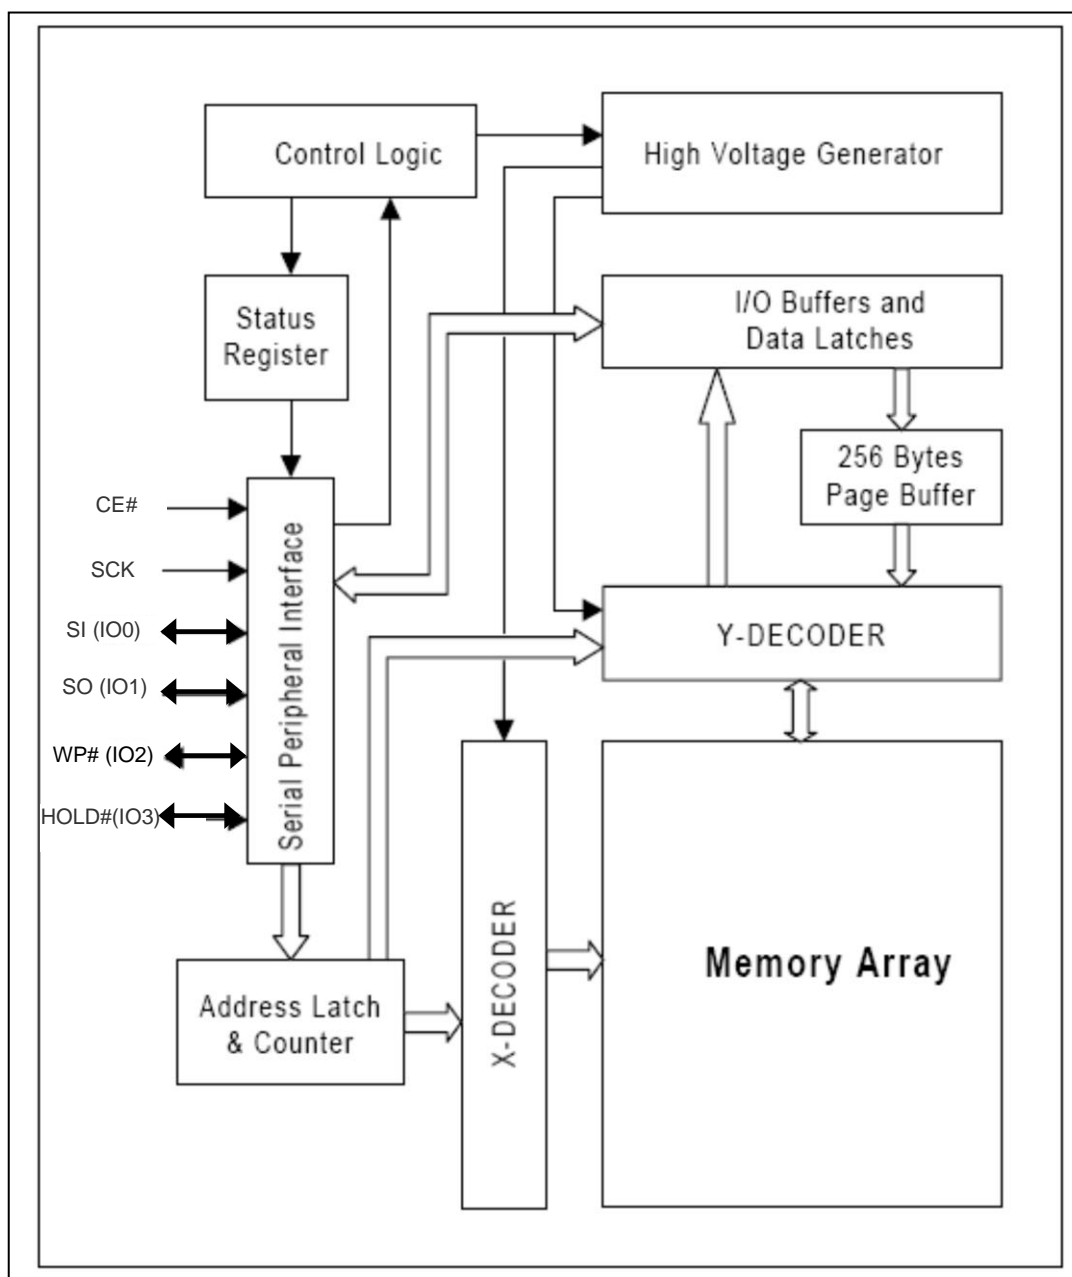 Control Logic
High Voltage Generator
Status
Register
I/O Buffers and
Data Latches
256 Bytes
Page Buffer
CE#
SCK
SI (IO0)
SO (IO1)
WP# (IO2)
HOLD#(IO3)
Serial Peripheral Interface
Y-DECODER
Address Latch
& Counter
X-DECODER
Memory Array